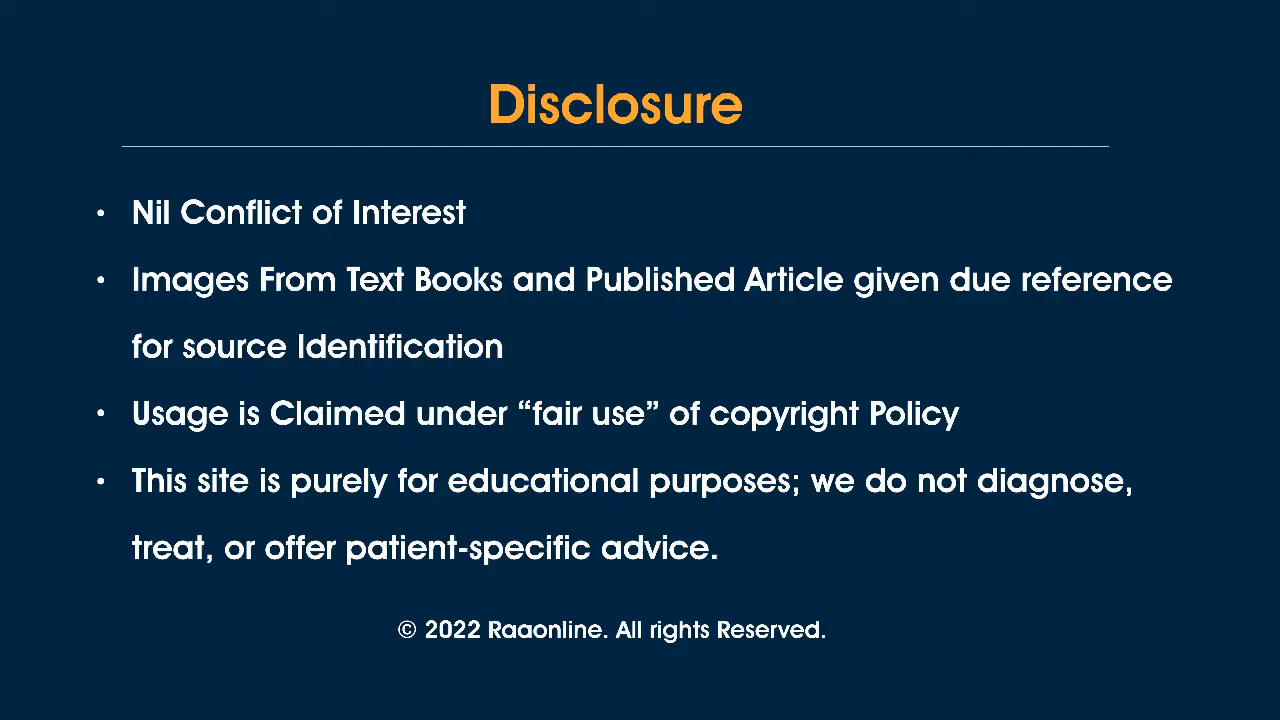 Disclosure
• Nil Conflict of Interest
• Images From Text Books and Published Article given due reference
for source Identification
• Usage is Claimed under “fair use” of copyright Policy
• This site is purely for educational purposes; we do not diagnose,
treat, or offer patient-specific advice.
© 2022 Raaonline. All rights Reserved.